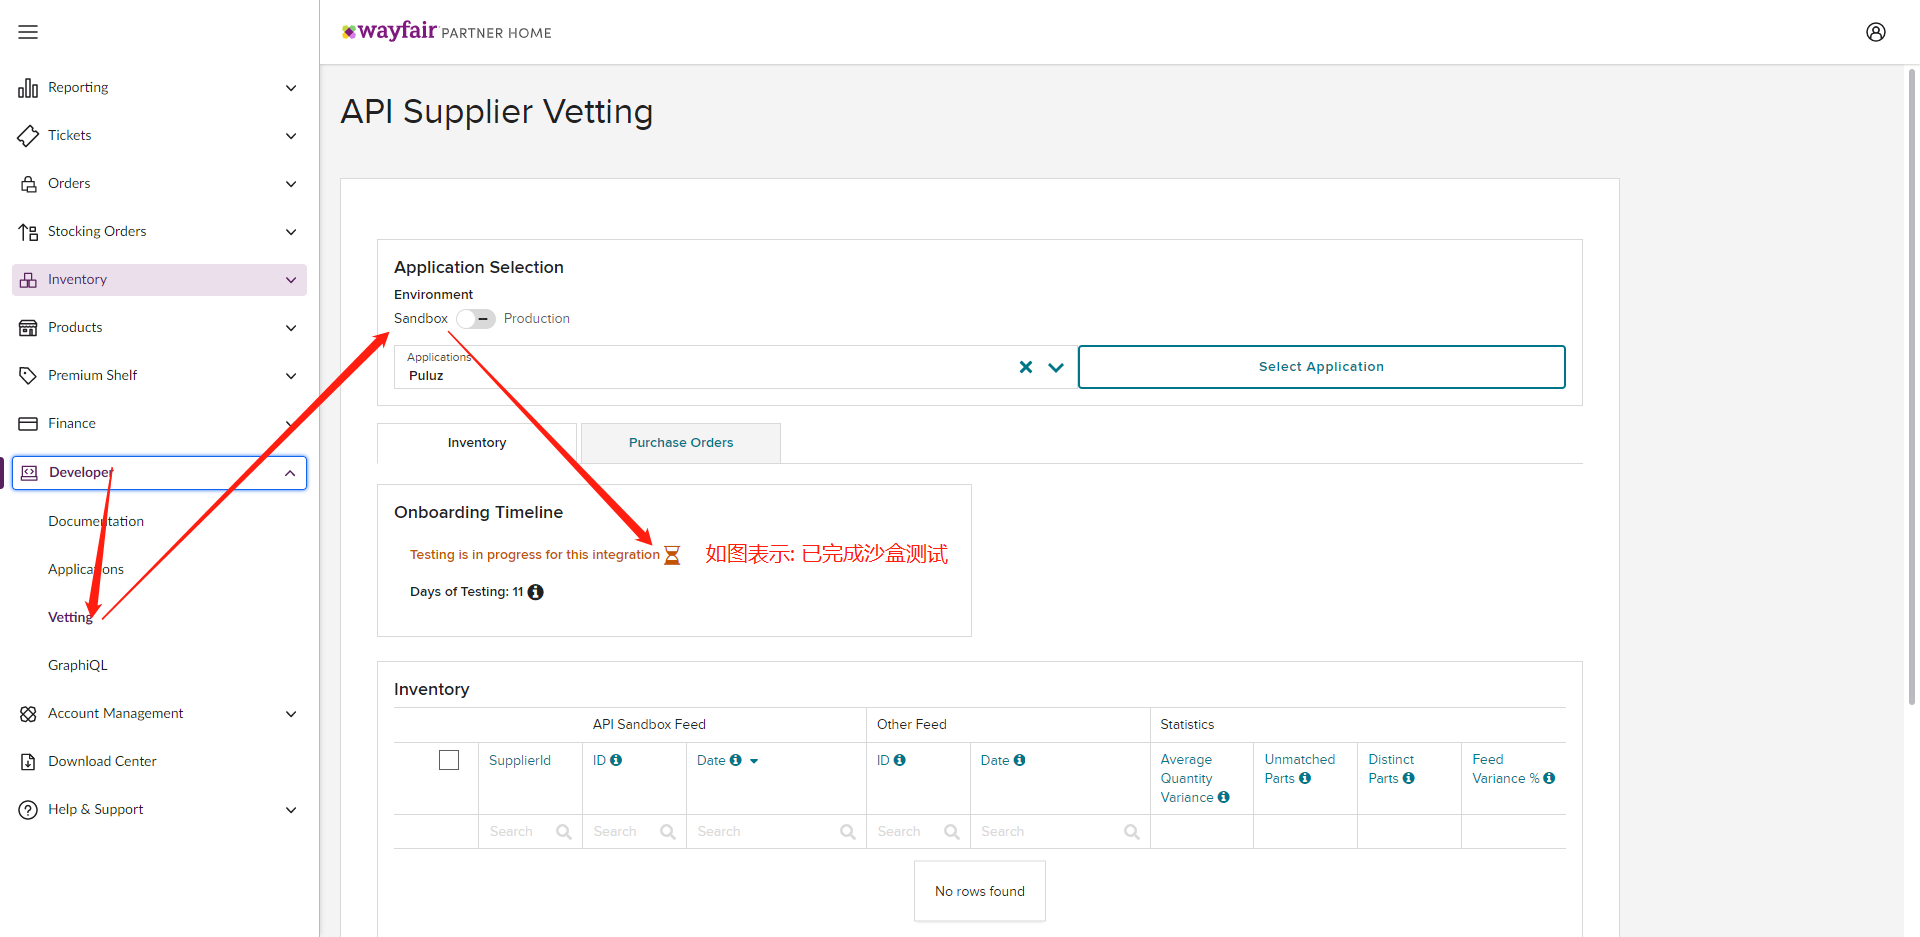 wayfair PARTNER HOME
Reporting
Tickets
Orders
Stocking Orders
Inventory
Products
Premium Shelf
Finance
Developer
Documentation
Applications
Vetting
GraphiQL
Account Management
Download Center
Help & Support
API Supplier Vetting
Application Selection
Environment
Sandbox Production
Applications
Puluz
Select Application
Inventory Purchase Orders
Onboarding Timeline
Testing is in progress for this integration 如图表示: 已完成沙盒测试
Days of Testing: 11
Inventory
API Sandbox Feed Other Feed Statistics
SupplierId ID Date ID Date Average Quantity Variance Unmatched Parts Distinct Parts Feed Variance %
Search Search Search Search Search
No rows found